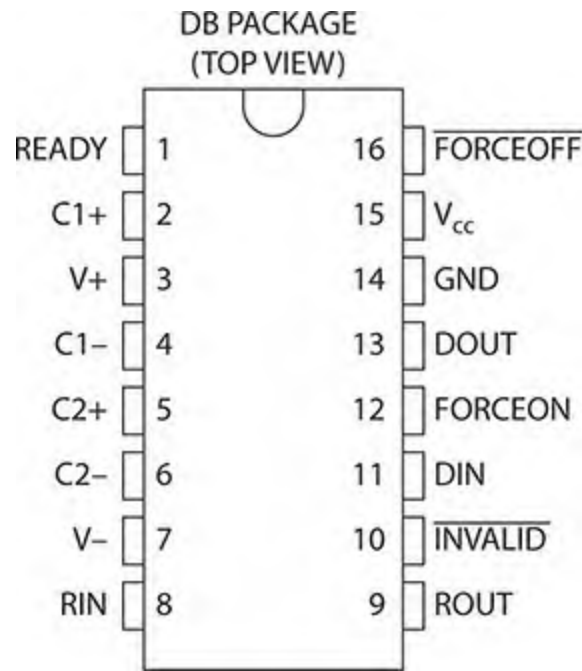 DB PACKAGE
(TOP VIEW)
READY 1 16 FORCEOFF
C1+ 2 15 Vcc
V+ 3 14 GND
C1– 4 13 DOUT
C2+ 5 12 FORCEON
C2– 6 11 DIN
V– 7 10 INVALID
RIN 8 9 ROUT